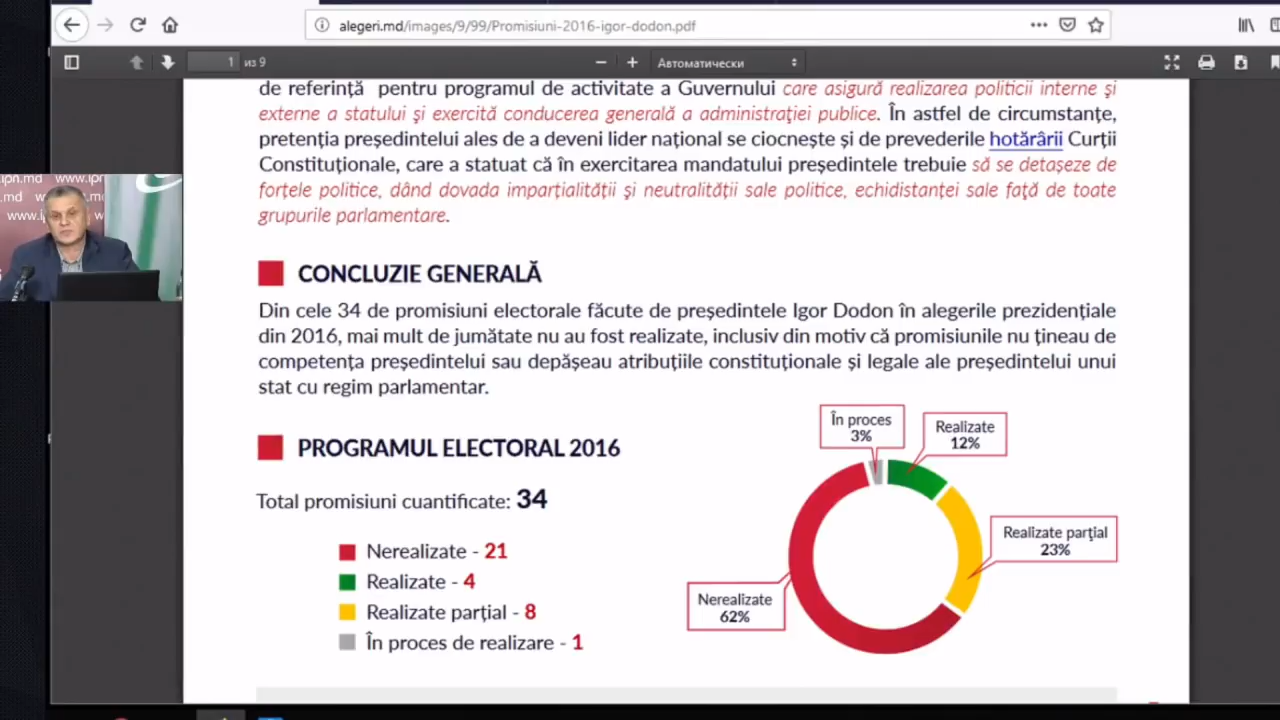 alegeri.md/images/9/99/Promisiuni-2016-igor-dodon.pdf
1 из 9
Автоматически
de referință pentru programul de activitate a Guvernului care asigură realizarea politicii interne și
externe a statului și exercită conducerea generală a administraţiei publice. În astfel de circumstanțe,
pretenția președintelui ales de a deveni lider național se ciocnește și de prevederile hotărârii Curții
Constituționale, care a statuat că în exercitarea mandatului președintele trebuie să se detașeze de
forțele politice, dând dovada imparțialității și neutralității sale politice, echidistanței sale față de toate
grupurile parlamentare.
ipn.md www.ipn
.md www.
www.i
CONCLUZIE GENERALĂ
Din cele 34 de promisiuni electorale făcute de președintele Igor Dodon în alegerile prezidențiale
din 2016, mai mult de jumătate nu au fost realizate, inclusiv din motiv că promisiunile nu țineau de
competența președintelui sau depășeau atribuțiile constituționale și legale ale președintelui unui
stat cu regim parlamentar.
PROGRAMUL ELECTORAL 2016
Total promisiuni cuantificate: 34
Nerealizate - 21
Realizate - 4
Realizate parțial - 8
În proces de realizare - 1
În proces
3%
Realizate
12%
Realizate parțial
23%
Nerealizate
62%